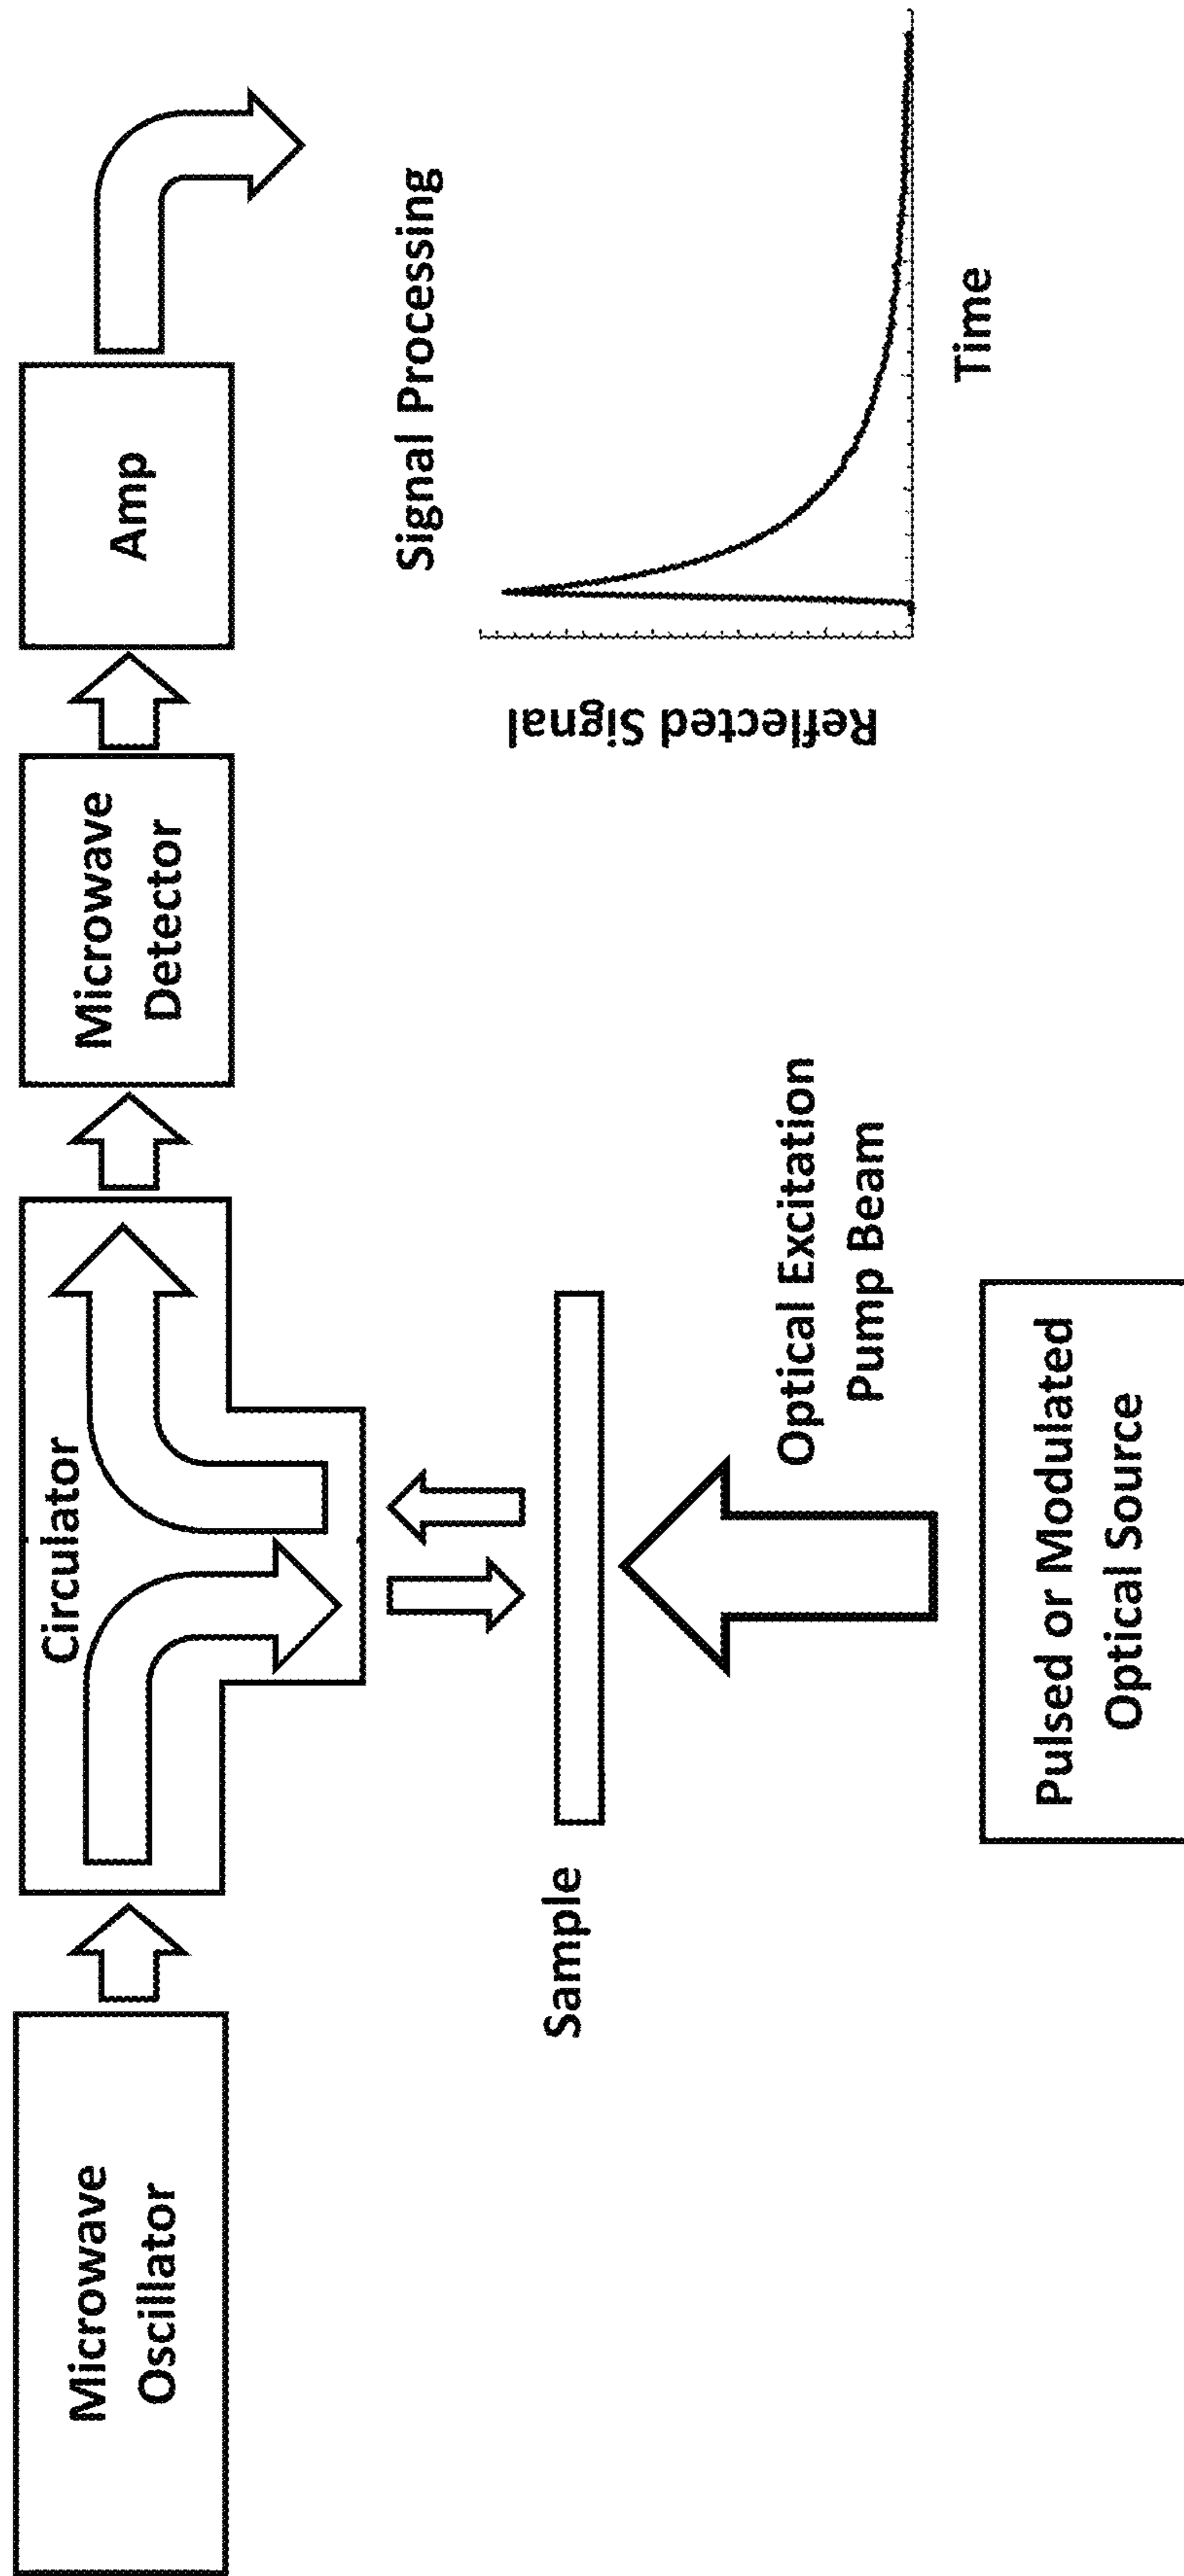 Microwave
Oscillator
Circulator
Microwave
Detector
Amp
Sample
Signal Processing
Reflected Signal
Time
Optical Excitation
Pump Beam
Pulsed or Modulated
Optical Source